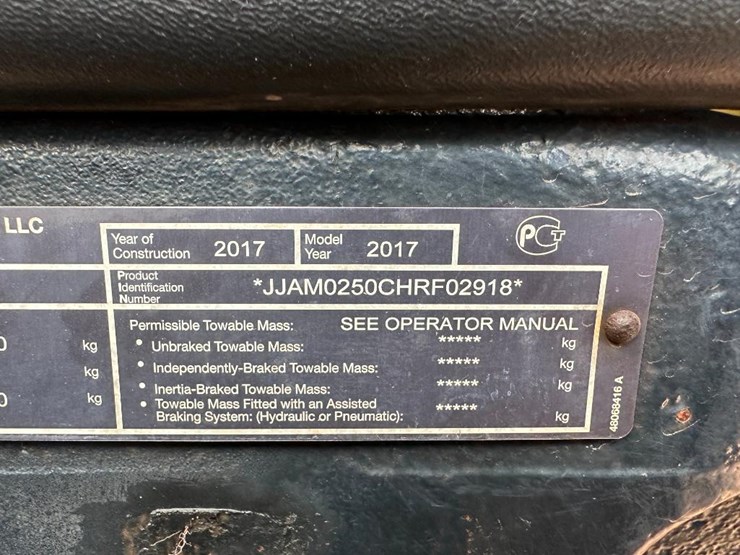 LLC
Year of Construction 2017 Model Year 2017
PCT
Product Identification Number *JJAM0250CHRF02918*
Permissible Towable Mass: SEE OPERATOR MANUAL
• Unbraked Towable Mass: ***** kg
• Independently-Braked Towable Mass: ***** kg
• Inertia-Braked Towable Mass: ***** kg
• Towable Mass Fitted with an Assisted
Braking System: (Hydraulic or Pneumatic): ***** kg
0 kg
kg
0 kg
48068416 A